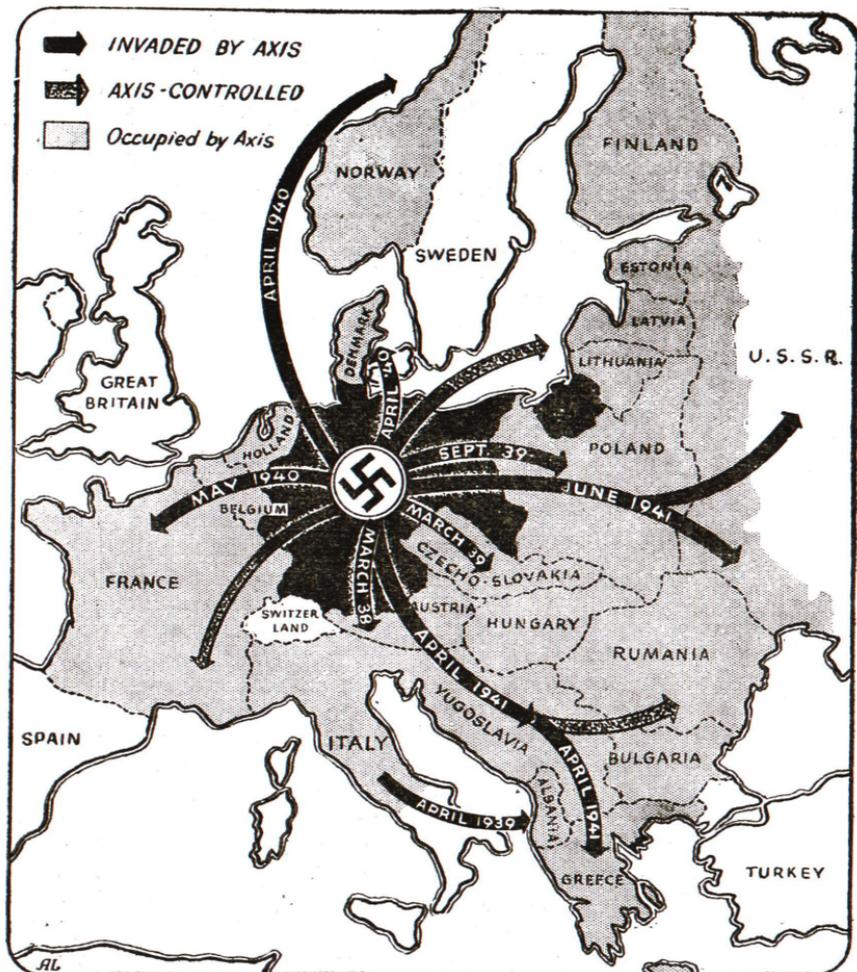 INVADED BY AXIS
AXIS-CONTROLLED
Occupied by Axis
FINLAND
NORWAY
APRIL 1940
SWEDEN
ESTONIA
LATVIA
LITHUANIA
U.S.S.R.
DENMARK
APRIL 40
GREAT
BRITAIN
HOLLAND
POLAND
SEPT. 39
MAY 1940
JUNE 1941
BELGIUM
MARCH 39
MARCH 38
CZECHO-SLOVAKIA
FRANCE
SWITZER
LAND
AUSTRIA
HUNGARY
RUMANIA
APRIL 1941
YUGOSLAVIA
SPAIN
ITALY
BULGARIA
APRIL 1941
ALBANIA
APRIL 1939
GREECE
TURKEY
AL